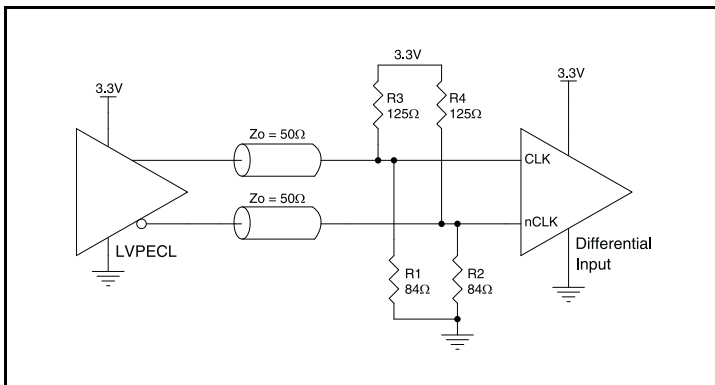 3.3V
3.3V
3.3V
R3
125Ω
R4
125Ω
Zo = 50Ω
CLK
Zo = 50Ω
nCLK
LVPECL
Differential
Input
R1
84Ω
R2
84Ω